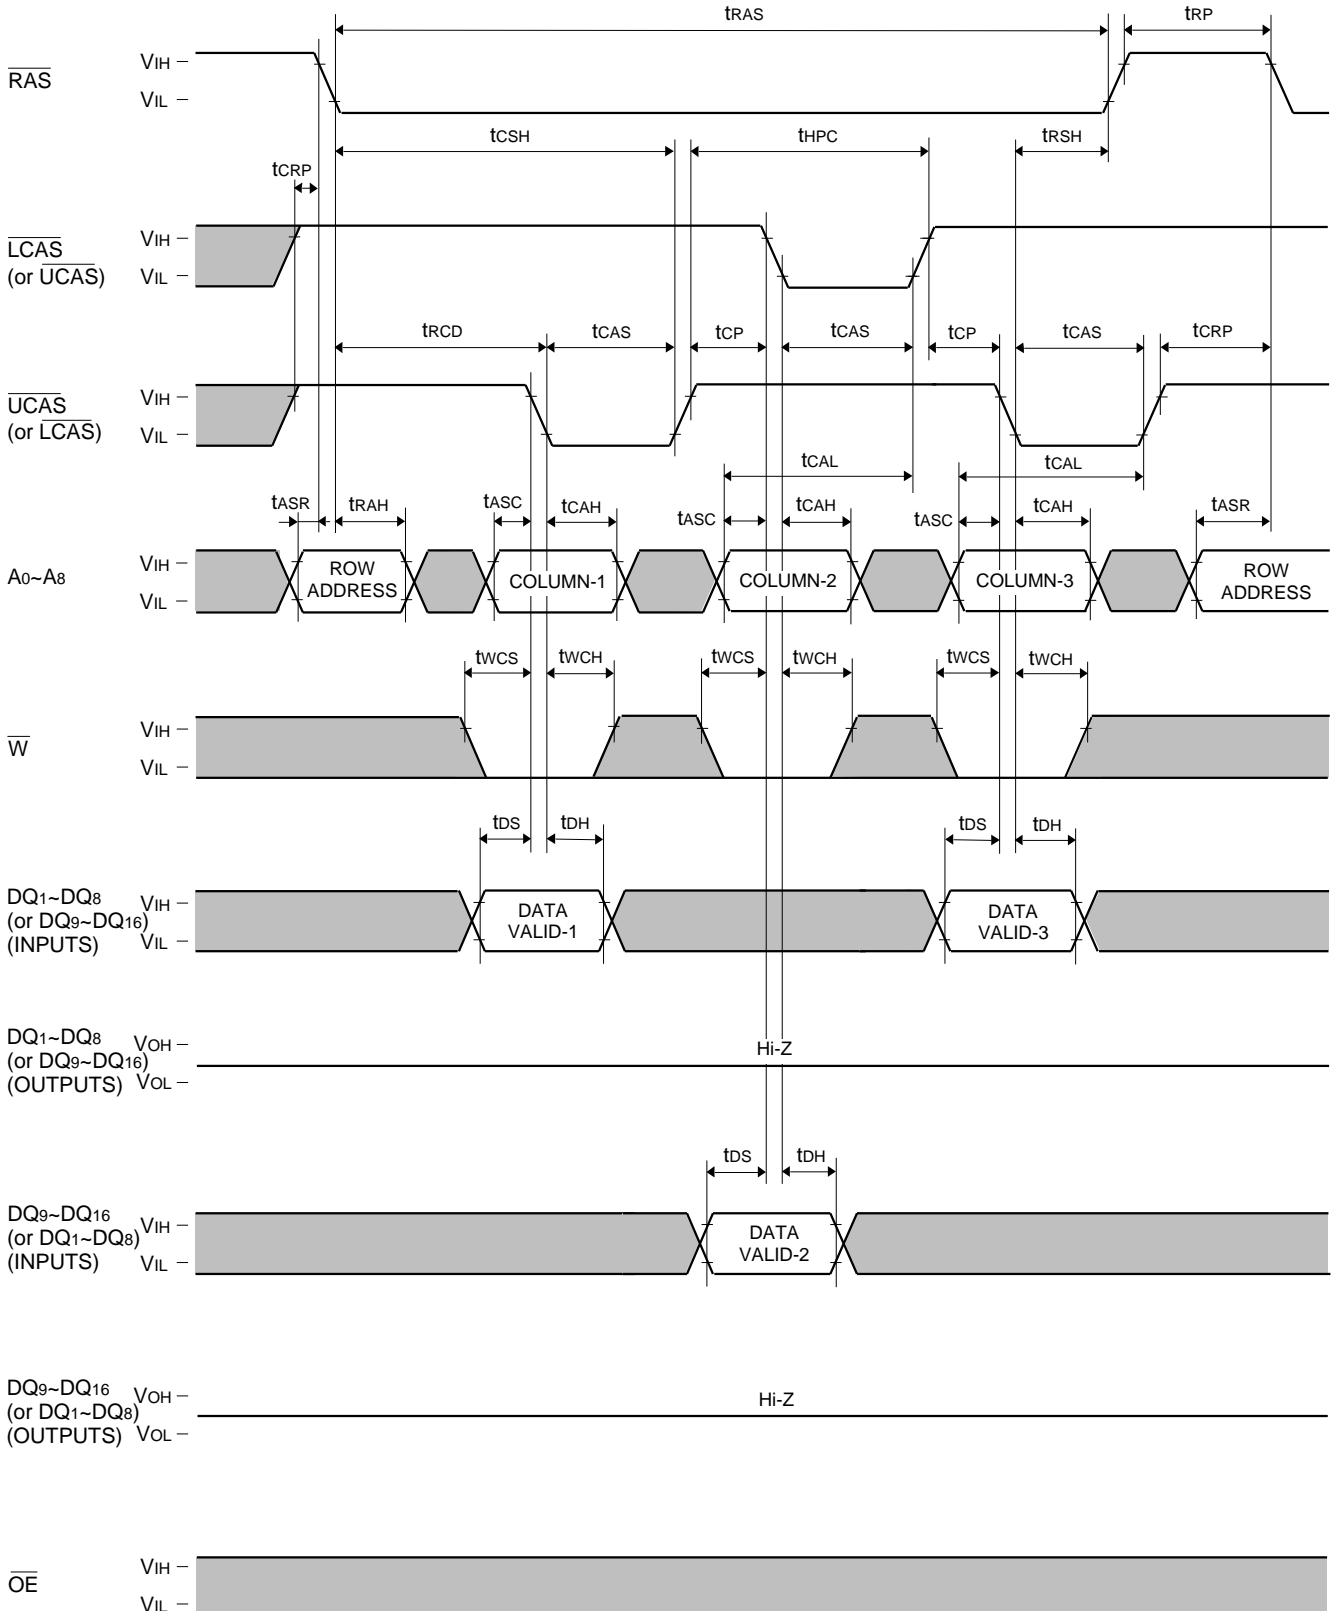 tRAS
tRP
RAS
VIH –
VIL –
tCSH
tHPC
tRSH
tCRP
LCAS
(or UCAS)
VIH –
VIL –
tRCD
tCAS
tCP
tCAS
tCP
tCAS
tCRP
UCAS
(or LCAS)
VIH –
VIL –
tCAL
tCAL
tASR
tRAH
tASC
tCAH
tASC
tCAH
tASC
tCAH
tASR
A0~A8
VIH –
VIL –
ROW
ADDRESS
COLUMN-1
COLUMN-2
COLUMN-3
ROW
ADDRESS
tWCS
tWCH
tWCS
tWCH
tWCS
tWCH
W
VIH –
VIL –
tDS
tDH
tDS
tDH
DQ1~DQ8
(or DQ9~DQ16)
(INPUTS)
VIH –
VIL –
DATA
VALID-1
DATA
VALID-3
DQ1~DQ8
(or DQ9~DQ16)
(OUTPUTS)
VOH –
VOL –
Hi-Z
tDS
tDH
DQ9~DQ16
(or DQ1~DQ8)
(INPUTS)
VIH –
VIL –
DATA
VALID-2
DQ9~DQ16
(or DQ1~DQ8)
(OUTPUTS)
VOH –
VOL –
Hi-Z
OE
VIH –
VIL –